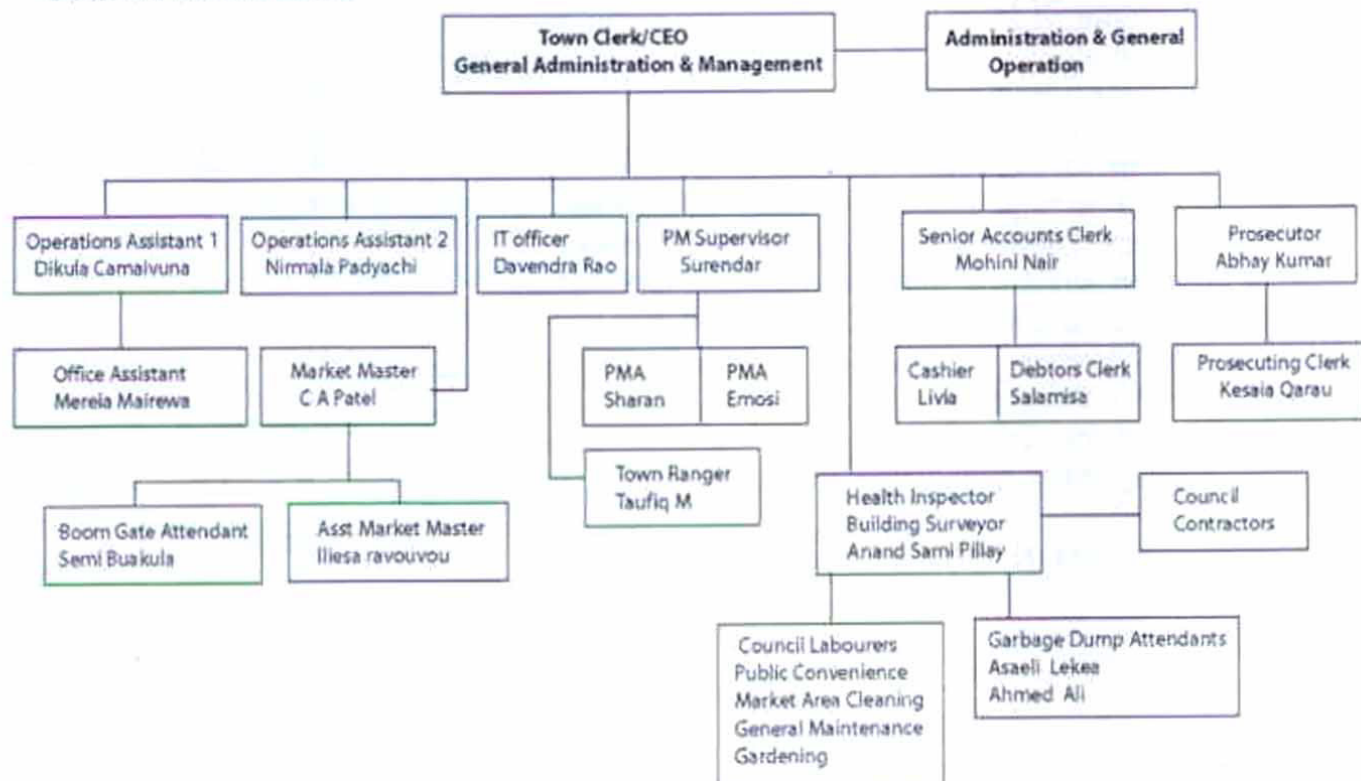 Town Clerk/CEO
General Administration & Management
Administration & General
Operation
Operations Assistant 1
Dikula Camaivuna
Operations Assistant 2
Nirmala Padyachi
IT officer
Davendra Rao
PM Supervisor
Surendar
Senior Accounts Clerk
Mohini Nair
Prosecutor
Abhay Kumar
Office Assistant
Mereia Mairewa
Market Master
C A Patel
PMA
Sharan
PMA
Emosi
Cashier
Livia
Debtors Clerk
Salamisa
Prosecuting Clerk
Kesaia Qarau
Town Ranger
Taufiq M
Health Inspector
Building Surveyor
Anand Sami Pillay
Council
Contractors
Boom Gate Attendant
Semi Buakula
Asst Market Master
Iliesa ravouvou
Council Labourers
Public Convenience
Market Area Cleaning
General Maintenance
Gardening
Garbage Dump Attendants
Asaeli Lekea
Ahmed Ali